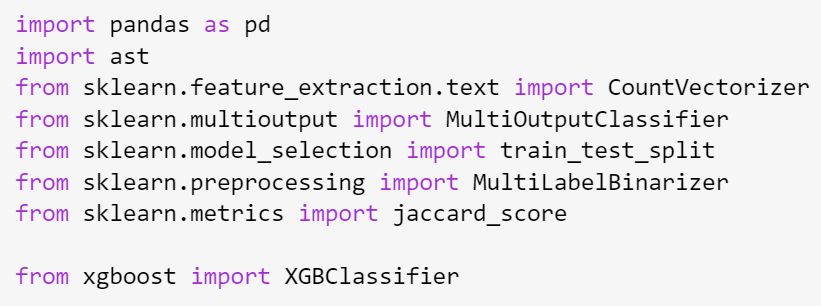 import pandas as pd
import ast
from sklearn.feature_extraction.text import CountVectorizer
from sklearn.multioutput import MultiOutputClassifier
from sklearn.model_selection import train_test_split
from sklearn.preprocessing import MultiLabelBinarizer
from sklearn.metrics import jaccard_score
from xgboost import XGBClassifier